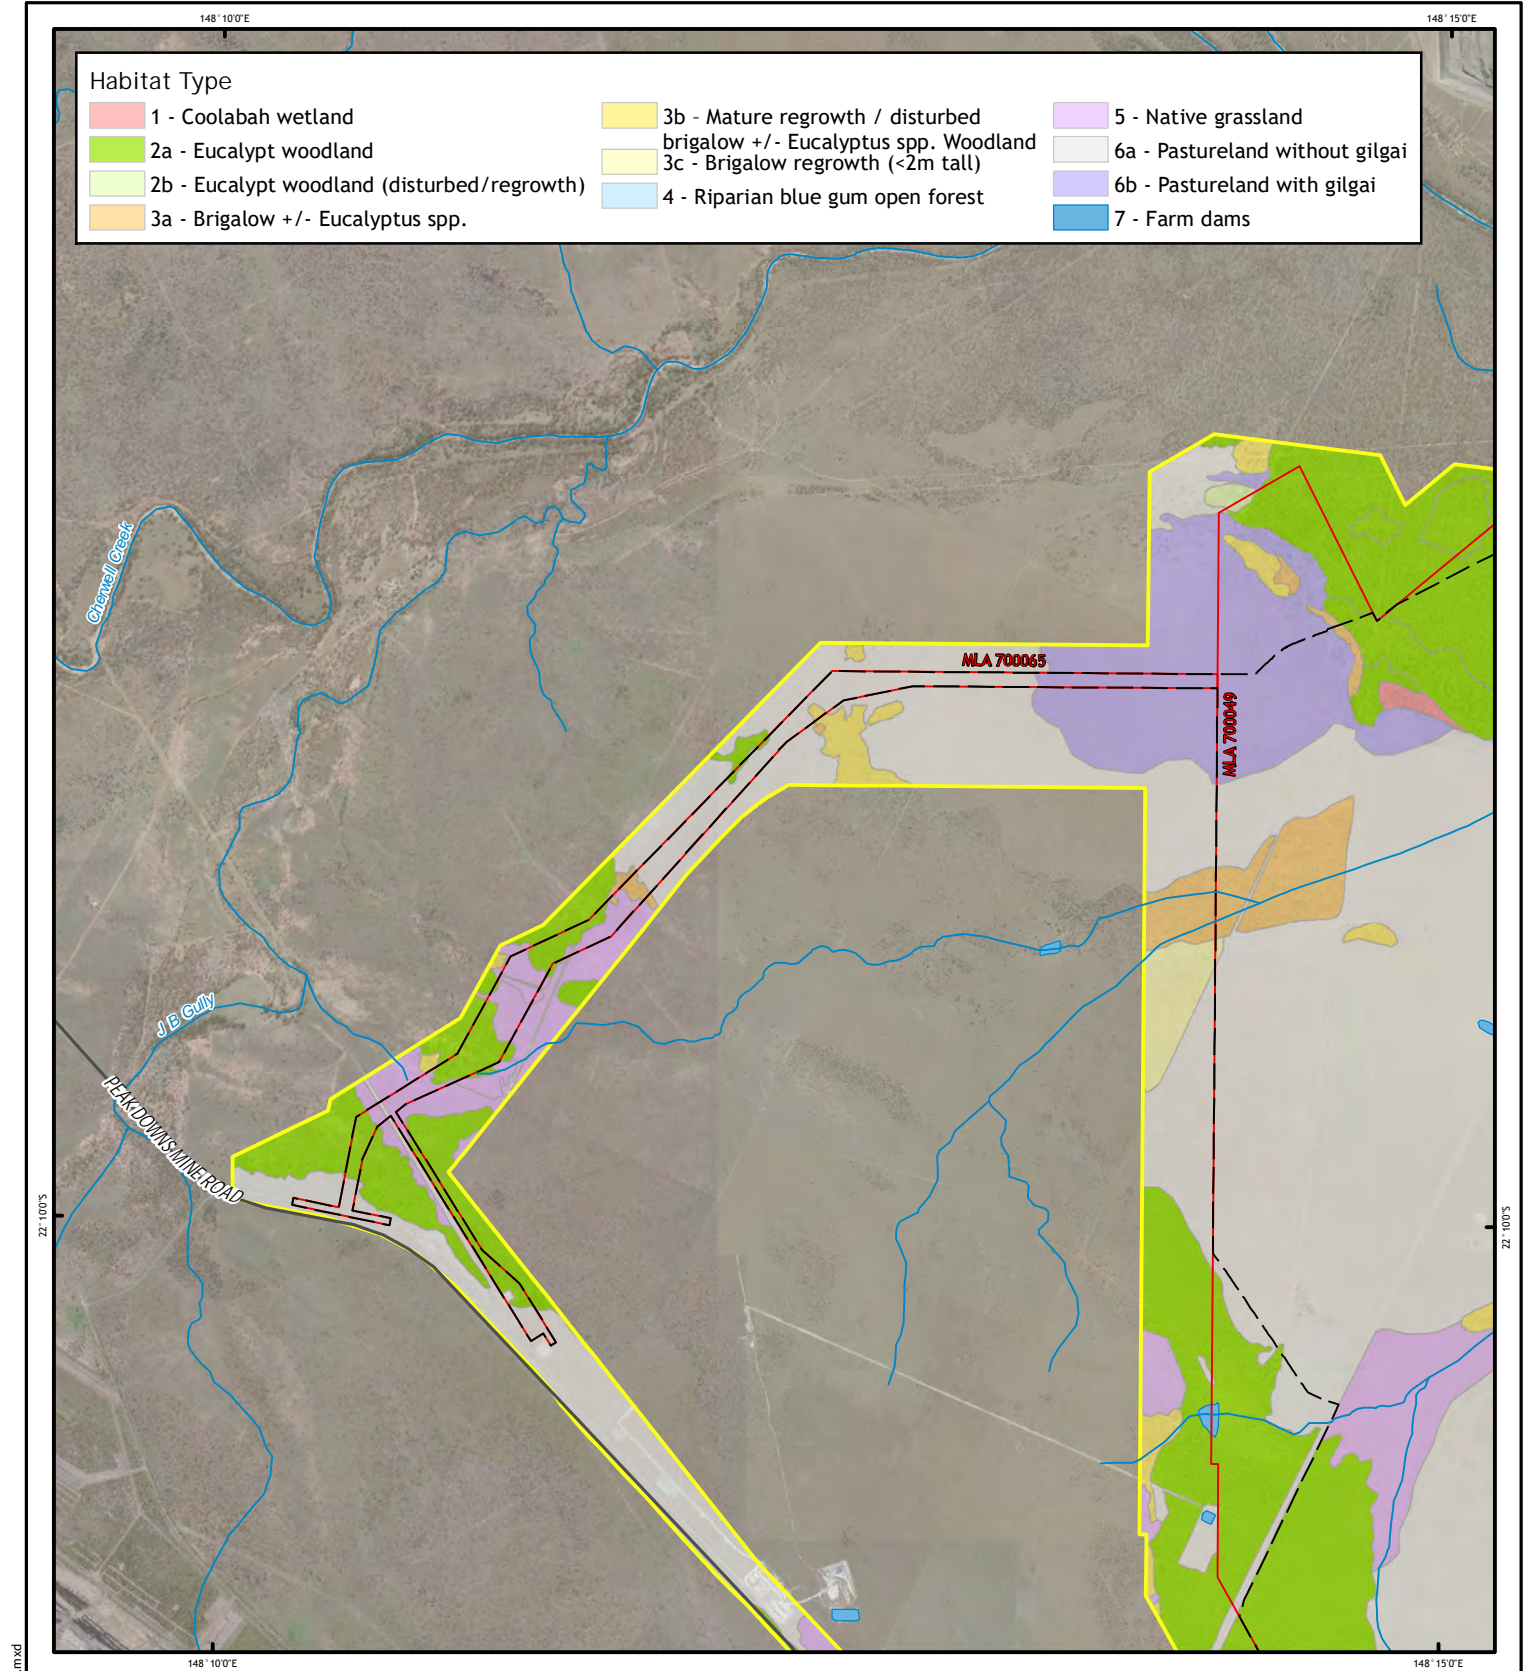 148°10'0"E
148°15'0"E
Habitat Type
1 - Coolabah wetland
2a - Eucalypt woodland
2b - Eucalypt woodland (disturbed/regrowth)
3a - Brigalow +/- Eucalyptus spp.
3b - Mature regrowth / disturbed
brigalow +/- Eucalyptus spp. Woodland
3c - Brigalow regrowth (<2m tall)
4 - Riparian blue gum open forest
5 - Native grassland
6a - Pastureland without gilgai
6b - Pastureland with gilgai
7 - Farm dams
Cherwell Creek
MLA 700065
MLA 700049
J B Gully
PEAK DOWNS MINE ROAD
22°10'0"S
22°10'0"S
.mxd
148°10'0"E
148°15'0"E